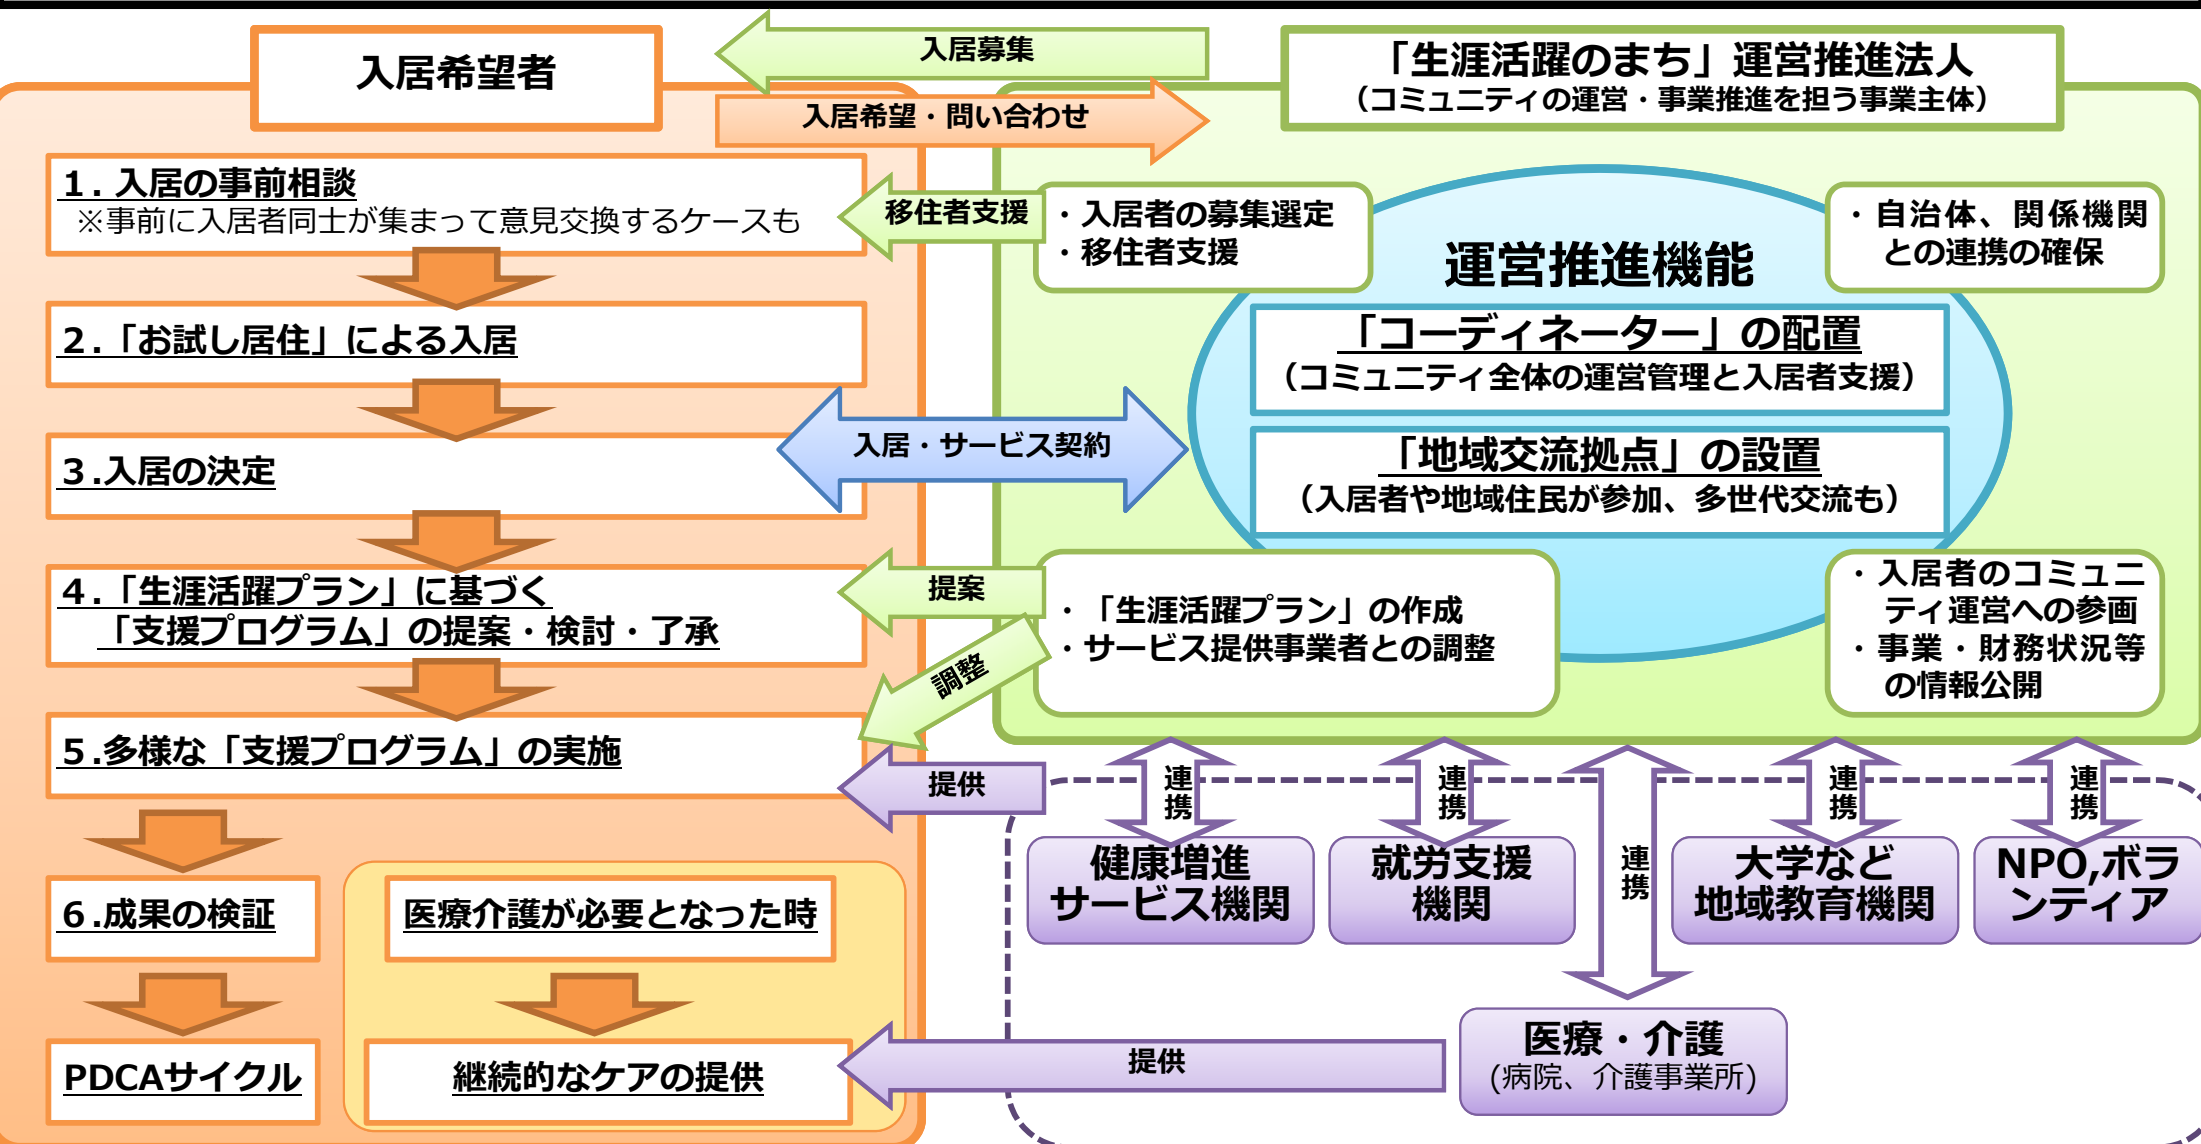 入居希望者
入居募集
入居希望・問い合わせ
「生涯活躍のまち」運営推進法人
（コミュニティの運営・事業推進を担う事業主体）
１．入居の事前相談
※事前に入居者同士が集まって意見交換するケースも
移住者支援
・入居者の募集選定
・移住者支援
・自治体、関係機関
との連携の確保
運営推進機能
「コーディネーター」の配置
（コミュニティ全体の運営管理と入居者支援）
２．「お試し居住」による入居
入居・サービス契約
「地域交流拠点」の設置
（入居者や地域住民が参加、多世代交流も）
３．入居の決定
４．「生涯活躍プラン」に基づく
「支援プログラム」の提案・検討・了承
提案
調整
・「生涯活躍プラン」の作成
・サービス提供事業者との調整
・入居者のコミュニ
ティ運営への参画
・事業・財務状況等
の情報公開
５．多様な「支援プログラム」の実施
提供
連携
連携
連携
連携
連携
健康増進
サービス機関
就労支援
機関
大学など
地域教育機関
NPO,ボラ
ンティア
６．成果の検証
医療介護が必要となった時
PDCAサイクル
継続的なケアの提供
提供
医療・介護
(病院、介護事業所)